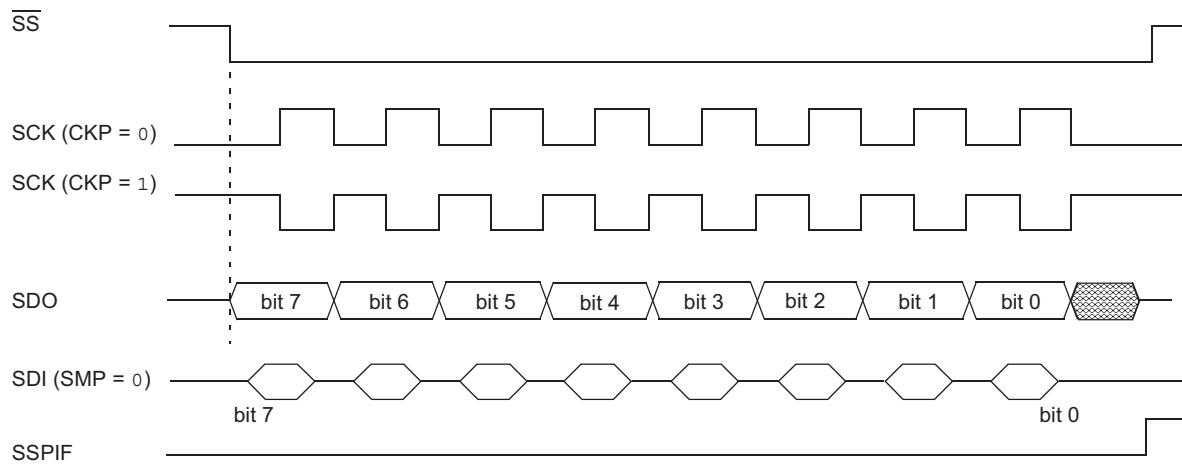 SS
SCK (CKP = 0)
SCK (CKP = 1)
SDO
bit 7 bit 6 bit 5 bit 4 bit 3 bit 2 bit 1 bit 0
SDI (SMP = 0)
bit 7 bit 0
SSPIF